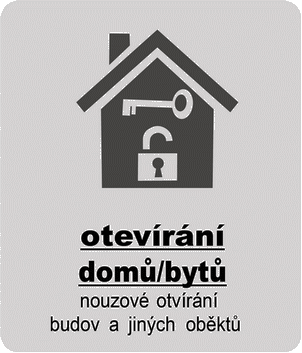 otevírání
domů/bytů
nouzové otvírání
budov a jiných oběktů